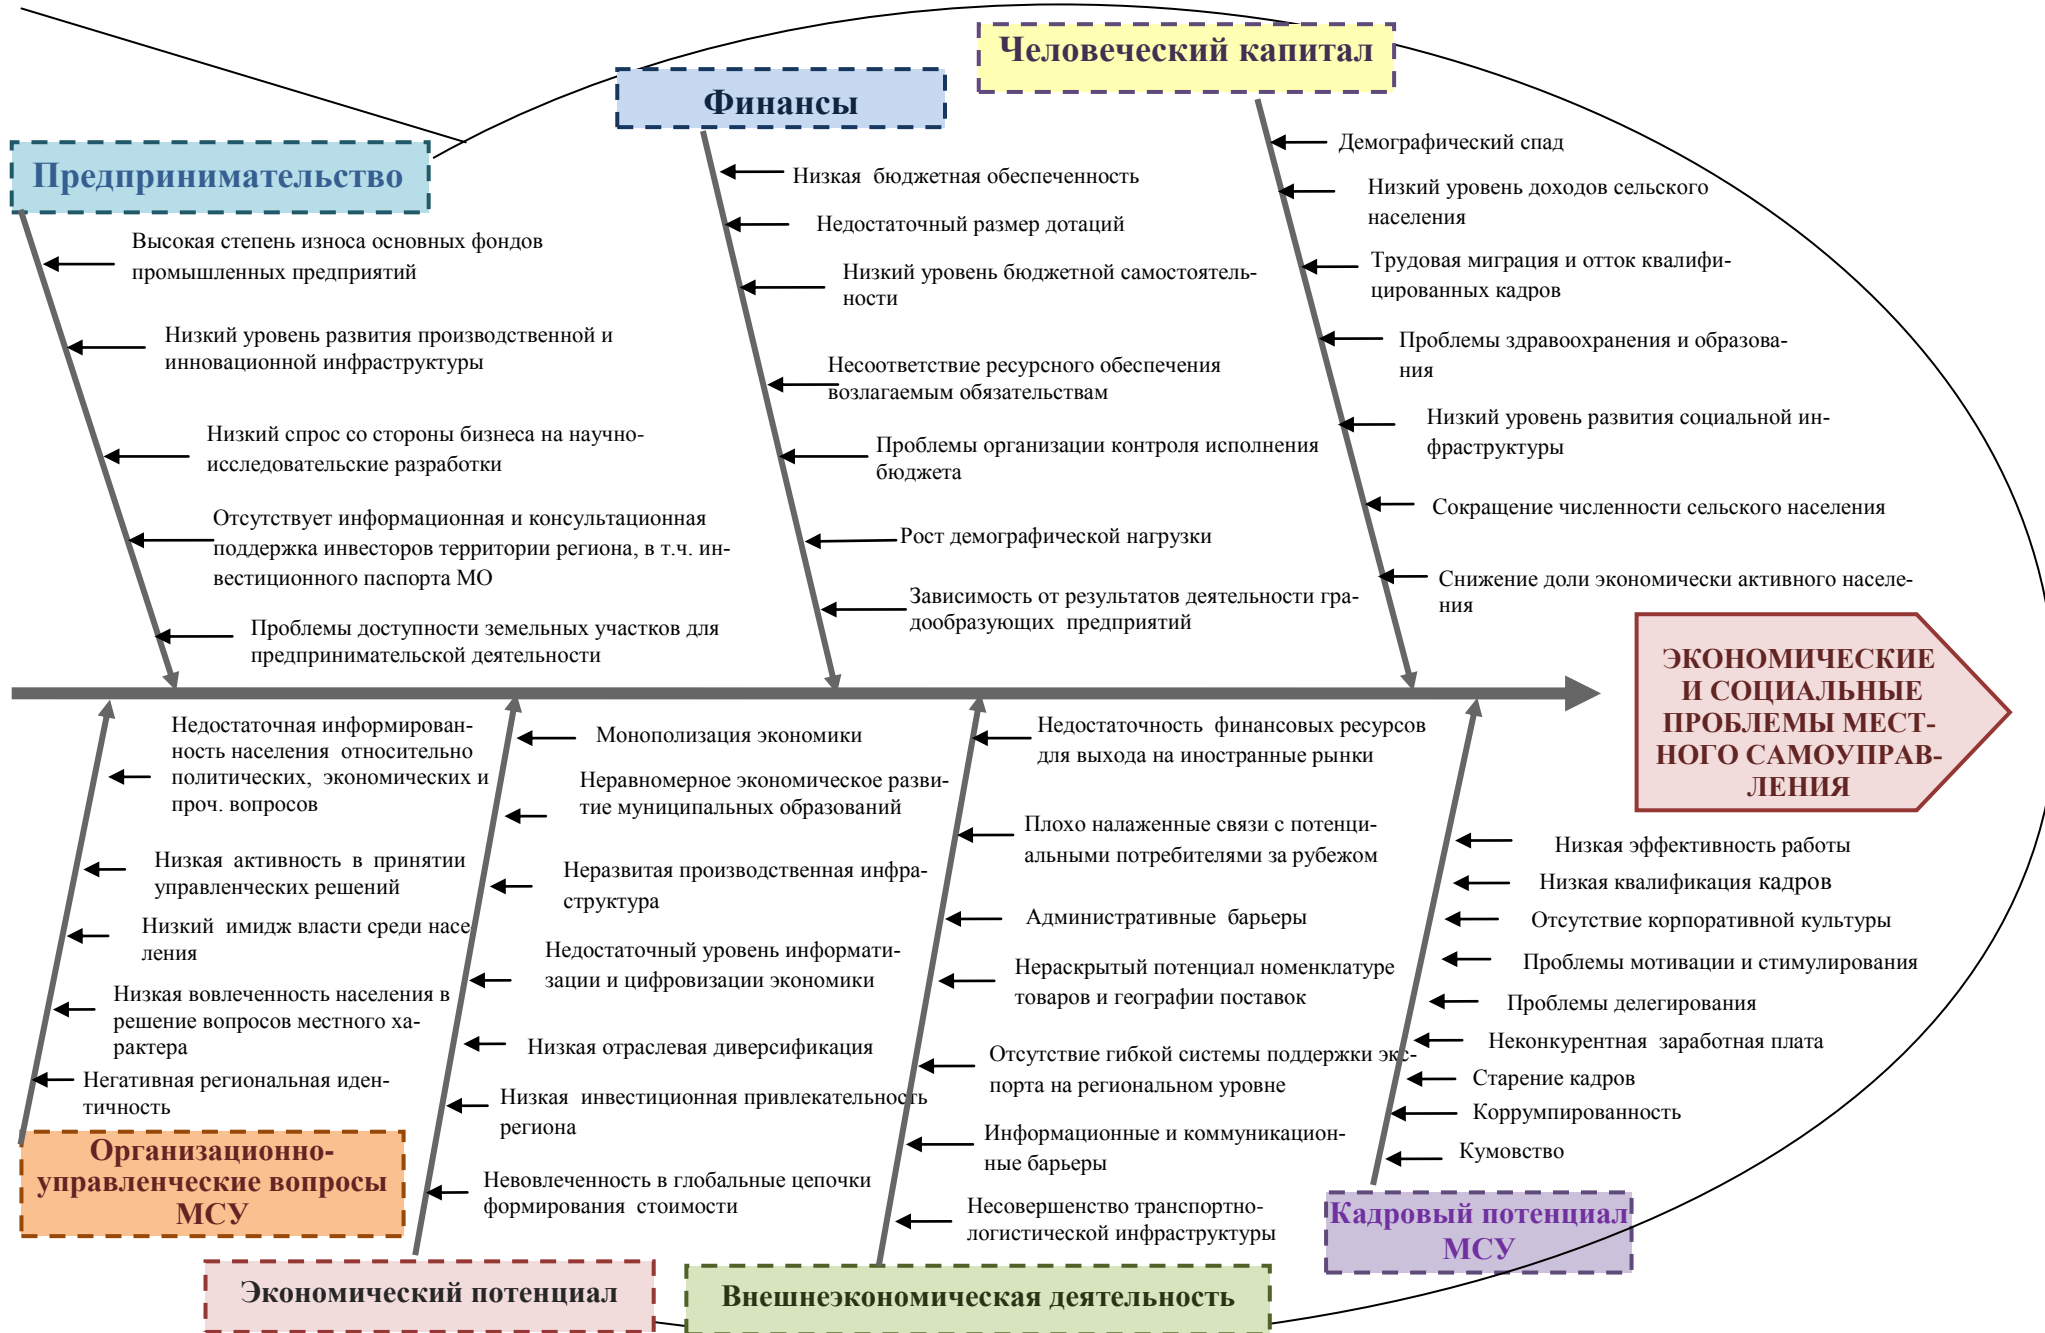 Человеческий капитал
Финансы
Предпринимательство
Высокая степень износа основных фондов
промышленных предприятий
Низкий уровень развития производственной и
инновационной инфраструктуры
Низкий спрос со стороны бизнеса на научно-
исследовательские разработки
Отсутствует информационная и консультационная
поддержка инвесторов территории региона, в т.ч. ин-
вестиционного паспорта МО
Проблемы доступности земельных участков для
предпринимательской деятельности
Низкая бюджетная обеспеченность
Недостаточный размер дотаций
Низкий уровень бюджетной самостоятель-
ности
Несоответствие ресурсного обеспечения
возлагаемым обязательствам
Проблемы организации контроля исполнения
бюджета
Рост демографической нагрузки
Зависимость от результатов деятельности гра-
дообразующих предприятий
Демографический спад
Низкий уровень доходов сельского
населения
Трудовая миграция и отток квалифи-
цированных кадров
Проблемы здравоохранения и образова-
ния
Низкий уровень развития социальной ин-
фраструктуры
Сокращение численности сельского населения
Снижение доли экономически активного населе-
ния
ЭКОНОМИЧЕСКИЕ
И СОЦИАЛЬНЫЕ
ПРОБЛЕМЫ МЕСТ-
НОГО САМОУПРАВ-
ЛЕНИЯ
Недостаточная информирован-
ность населения относительно
политических, экономических и
проч. вопросов
Низкая активность в принятии
управленческих решений
Низкий имидж власти среди насе
ления
Низкая вовлеченность населения в
решение вопросов местного ха-
рактера
Негативная региональная иден-
тичность
Организационно-
управленческие вопросы
МСУ
Монополизация экономики
Неравномерное экономическое разви-
тие муниципальных образований
Неразвитая производственная инфра-
структура
Недостаточный уровень информати-
зации и цифровизации экономики
Низкая отраслевая диверсификация
Низкая инвестиционная привлекательность
региона
Невовлеченность в глобальные цепочки
формирования стоимости
Экономический потенциал
Недостаточность финансовых ресурсов
для выхода на иностранные рынки
Плохо налаженные связи с потенци-
альными потребителями за рубежом
Административные барьеры
Нераскрытый потенциал номенклатуре
товаров и географии поставок
Отсутствие гибкой системы поддержки экс-
порта на региональном уровне
Информационные и коммуникацион-
ные барьеры
Несовершенство транспортно-
логистической инфраструктуры
Внешнеэкономическая деятельность
Низкая эффективность работы
Низкая квалификация кадров
Отсутствие корпоративной культуры
Проблемы мотивации и стимулирования
Проблемы делегирования
Неконкурентная заработная плата
Старение кадров
Коррумпированность
Кумовство
Кадровый потенциал
МСУ